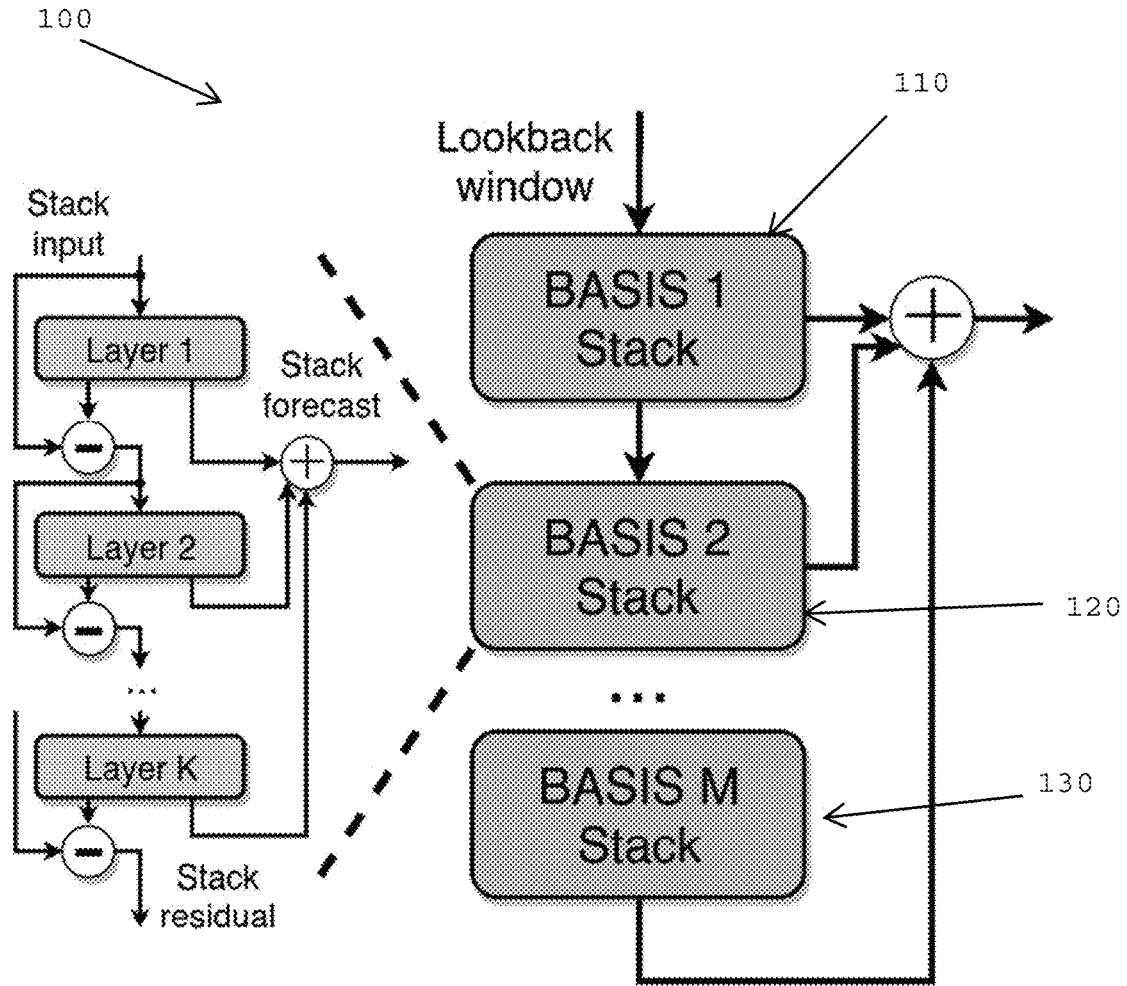 100
110
Lookback
window
Stack
input
BASIS 1
Stack
Layer 1
Stack
forecast
BASIS 2
Stack
Layer 2
120
...
...
Layer K
BASIS M
Stack
130
Stack
residual